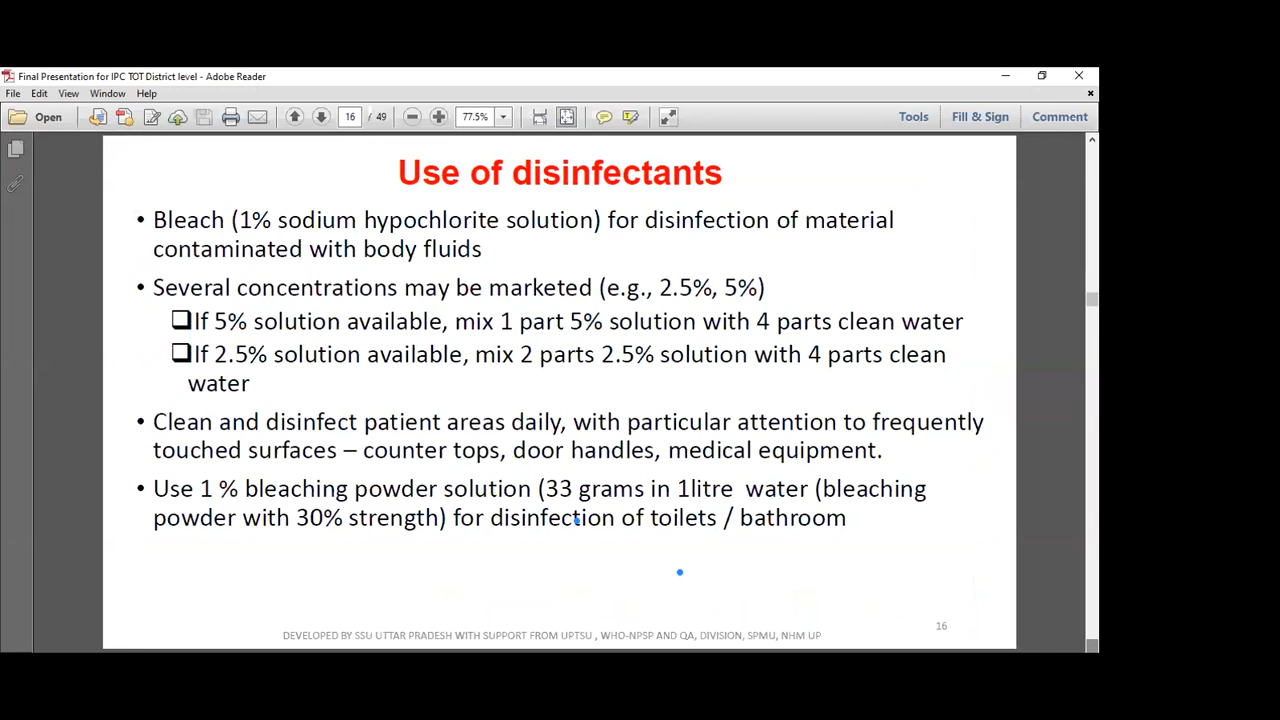 Final Presentation for IPC TOT District level - Adobe Reader
File Edit View Window Help
Open 16 / 49 77.5% Tools Fill & Sign Comment
Use of disinfectants
• Bleach (1% sodium hypochlorite solution) for disinfection of material
contaminated with body fluids
• Several concentrations may be marketed (e.g., 2.5%, 5%)
❑If 5% solution available, mix 1 part 5% solution with 4 parts clean water
❑If 2.5% solution available, mix 2 parts 2.5% solution with 4 parts clean
water
• Clean and disinfect patient areas daily, with particular attention to frequently
touched surfaces – counter tops, door handles, medical equipment.
• Use 1 % bleaching powder solution (33 grams in 1litre water (bleaching
powder with 30% strength) for disinfection of toilets / bathroom
16
DEVELOPED BY SSU UTTAR PRADESH WITH SUPPORT FROM UPTSU , WHO-NPSP AND QA, DIVISION, SPMU, NHM UP